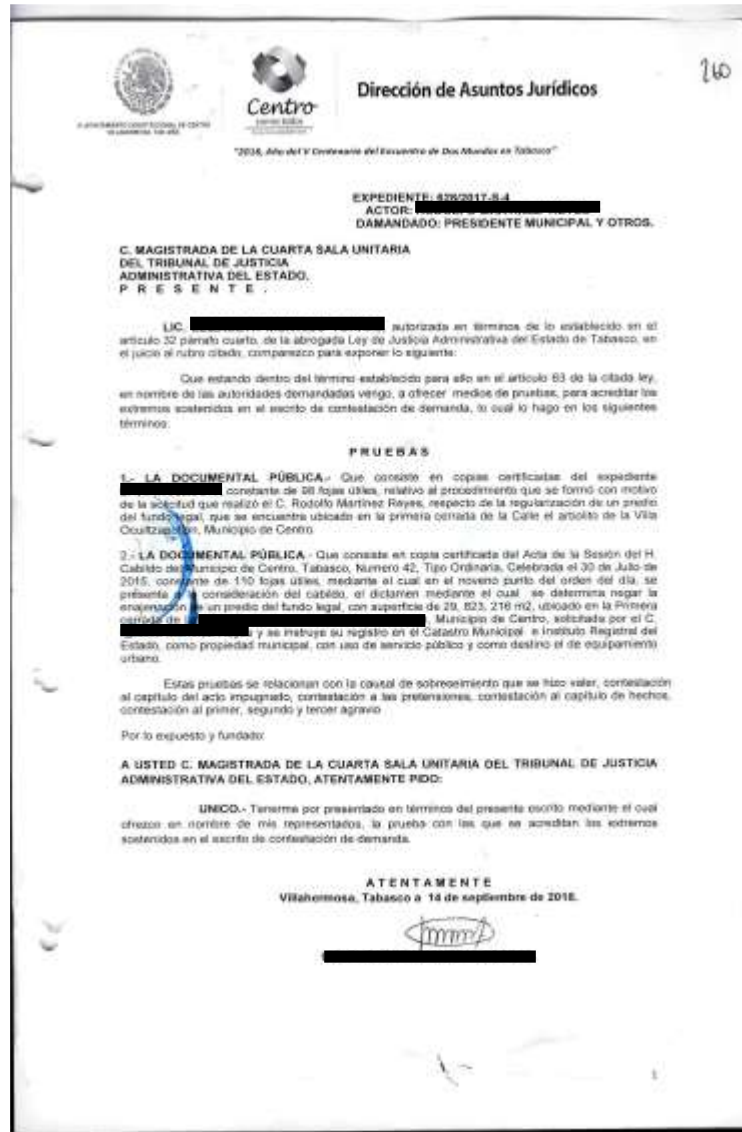 260
Centro
Dirección de Asuntos Jurídicos
"2018, Año del V Centenario del Encuentro de Dos Mundos en Tabasco"
EXPEDIENTE: 628/2017-S-4
ACTOR:
DAMANDADO: PRESIDENTE MUNICIPAL Y OTROS.
C. MAGISTRADA DE LA CUARTA SALA UNITARIA
DEL TRIBUNAL DE JUSTICIA
ADMINISTRATIVA DEL ESTADO.
P R E S E N T E .
LIC. autorizada en términos de lo establecido en el
artículo 32 párrafo cuarto, de la abrogada Ley de Justicia Administrativa del Estado de Tabasco, en
el juicio al rubro citado, comparezco para exponer lo siguiente:
Que estando dentro del término establecido para ello en el artículo 63 de la citada ley,
en nombre de las autoridades demandadas vengo, a ofrecer medios de pruebas, para acreditar los
extremos sostenidos en el escrito de contestación de demanda, lo cual lo hago en los siguientes
términos:
P R U E B A S
1.- LA DOCUMENTAL PÚBLICA.- Que consiste en copias certificadas del expediente
constante de 98 fojas útiles, relativo al procedimiento que se formó con motivo
de la solicitud que realizó el C. Rodolfo Martínez Reyes, respecto de la regularización de un predio
del fundo legal, que se encuentra ubicado en la primera cerrada de la Calle el arbolito de la Villa
Ocuiltzapotlán, Municipio de Centro.
2.- LA DOCUMENTAL PÚBLICA.- Que consiste en copia certificada del Acta de la Sesión del H.
Cabildo del Municipio de Centro, Tabasco, Numero 42, Tipo Ordinaria, Celebrada el 30 de Julio de
2015, constante de 110 fojas útiles, mediante el cual en el noveno punto del orden del día, se
presenta a consideración del cabildo, el dictamen mediante el cual se determina negar la
enajenación de un predio del fundo legal, con superficie de 29, 823, 216 m2, ubicado en la Primera
cerrada de , Municipio de Centro, solicitada por el C.
y se instruye su registro en el Catastro Municipal e Instituto Registral del
Estado, como propiedad municipal, con uso de servicio público y como destino el de equipamiento
urbano.
Estas pruebas se relacionan con la causal de sobreseimiento que se hizo valer, contestación
al capítulo del acto impugnado, contestación a las pretensiones, contestación al capítulo de hechos,
contestación al primer, segundo y tercer agravio.
Por lo expuesto y fundado:
A USTED C. MAGISTRADA DE LA CUARTA SALA UNITARIA DEL TRIBUNAL DE JUSTICIA
ADMINISTRATIVA DEL ESTADO, ATENTAMENTE PIDO:
UNICO.- Tenerme por presentado en términos del presente escrito mediante el cual
ofrezco en nombre de mis representados, la prueba con las que se acreditan los extremos
sostenidos en el escrito de contestación de demanda.
A T E N T A M E N T E
Villahermosa, Tabasco a 14 de septiembre de 2018.